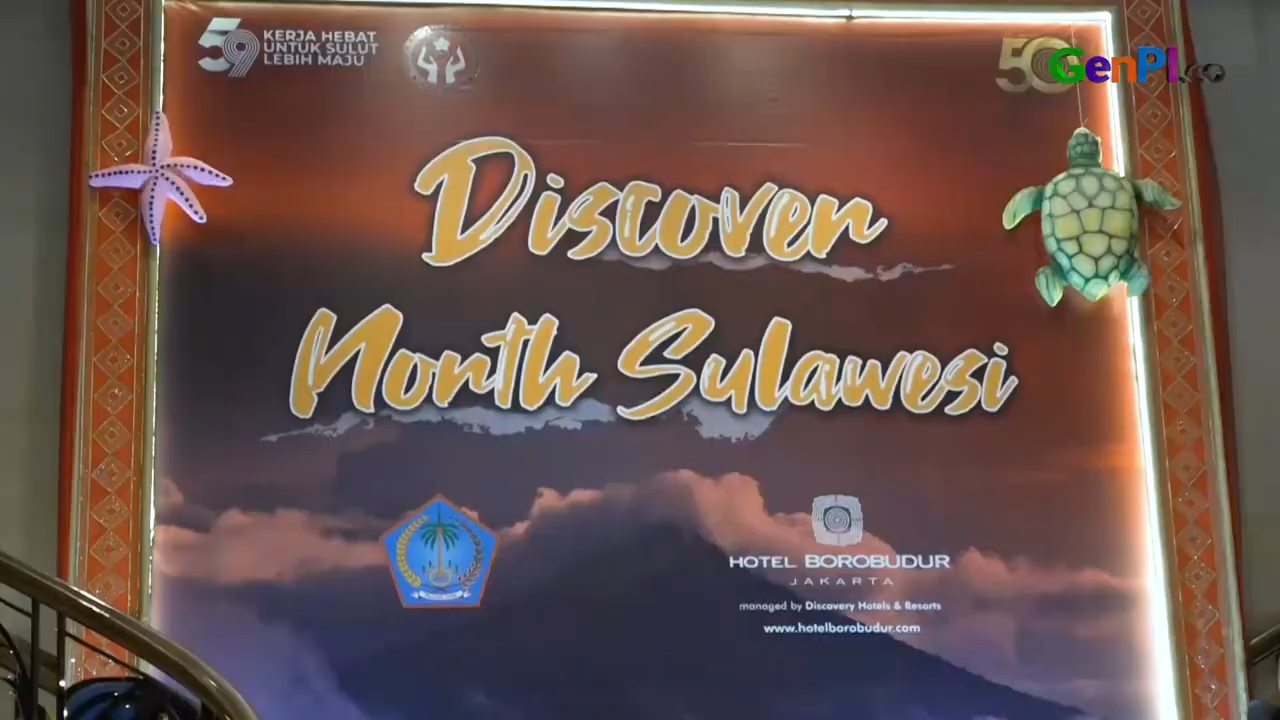 59 KERJA HEBAT
UNTUK SULUT
LEBIH MAJU
50
GenPI.co
Discover
North Sulawesi
HOTEL BOROBUDUR
JAKARTA
managed by Discovery Hotels & Resorts
www.hotelborobudur.com